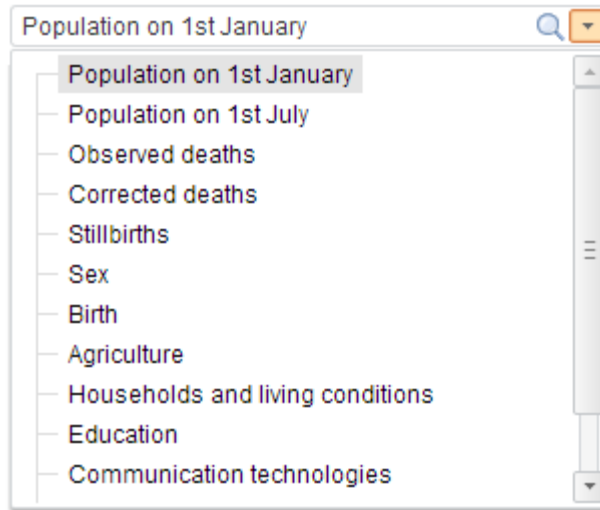 Population on 1st January
Population on 1st January
Population on 1st July
Observed deaths
Corrected deaths
Stillbirths
Sex
Birth
Agriculture
Households and living conditions
Education
Communication technologies